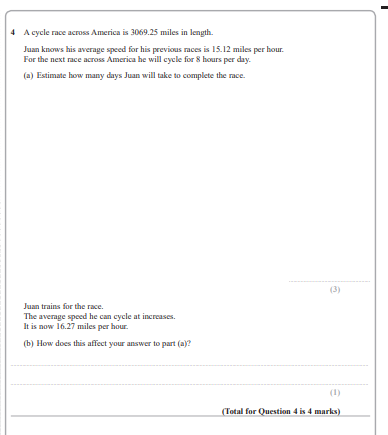 4 A cycle race across America is 3069.25 miles in length.
Juan knows his average speed for his previous races is 15.12 miles per hour.
For the next race across America he will cycle for 8 hours per day.
(a) Estimate how many days Juan will take to complete the race.
(3)
Juan trains for the race.
The average speed he can cycle at increases.
It is now 16.27 miles per hour.
(b) How does this affect your answer to part (a)?
(1)
(Total for Question 4 is 4 marks)